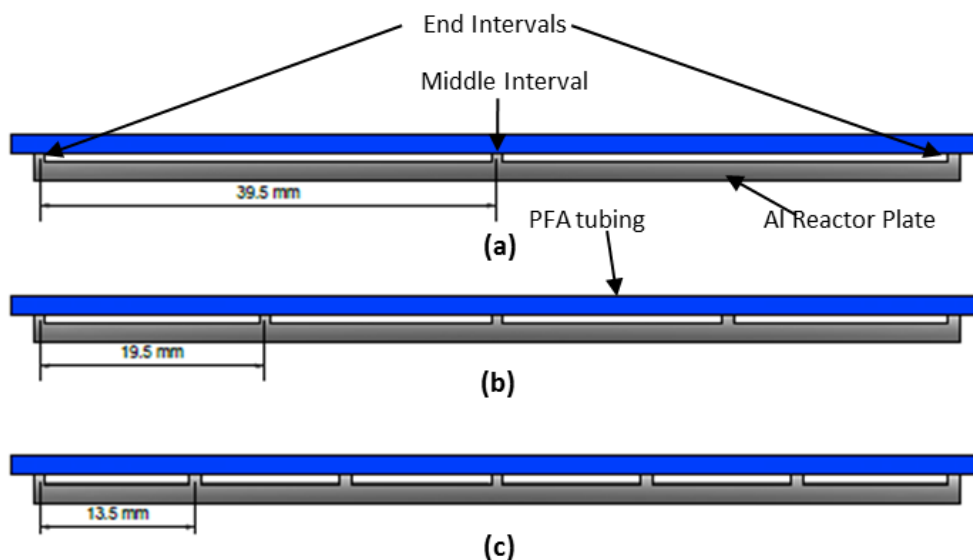 End Intervals
Middle Interval
39.5 mm
PFA tubing
Al Reactor Plate
(a)
19.5 mm
(b)
13.5 mm
(c)